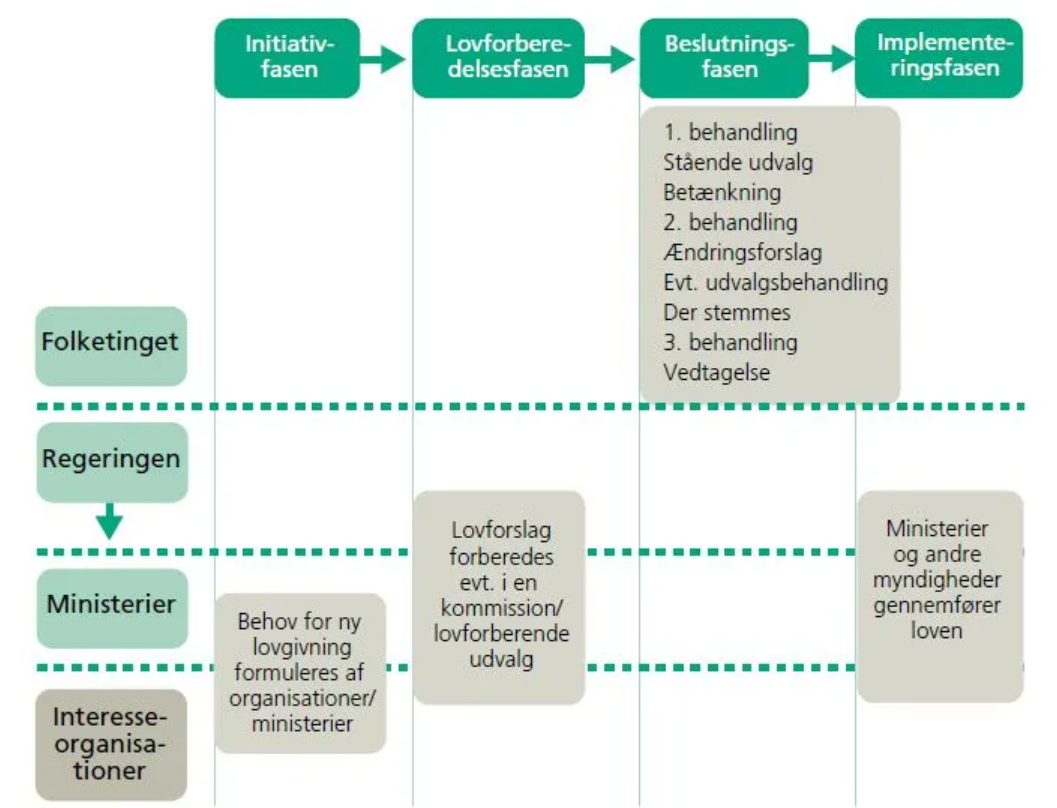 Initiativ-
fasen
Lovforbere-
delsesfasen
Beslutnings-
fasen
Implemente-
ringsfasen
1. behandling
Stående udvalg
Betænkning
2. behandling
Ændringsforslag
Evt. udvalgsbehandling
Der stemmes
3. behandling
Vedtagelse
Folketinget
Regeringen
Lovforslag
forberedes
evt. i en
kommission/
lovforberende
udvalg
Ministerier
og andre
myndigheder
gennemfører
loven
Ministerier
Behov for ny
lovgivning
formuleres af
organisationer/
ministerier
Interesse-
organisa-
tioner